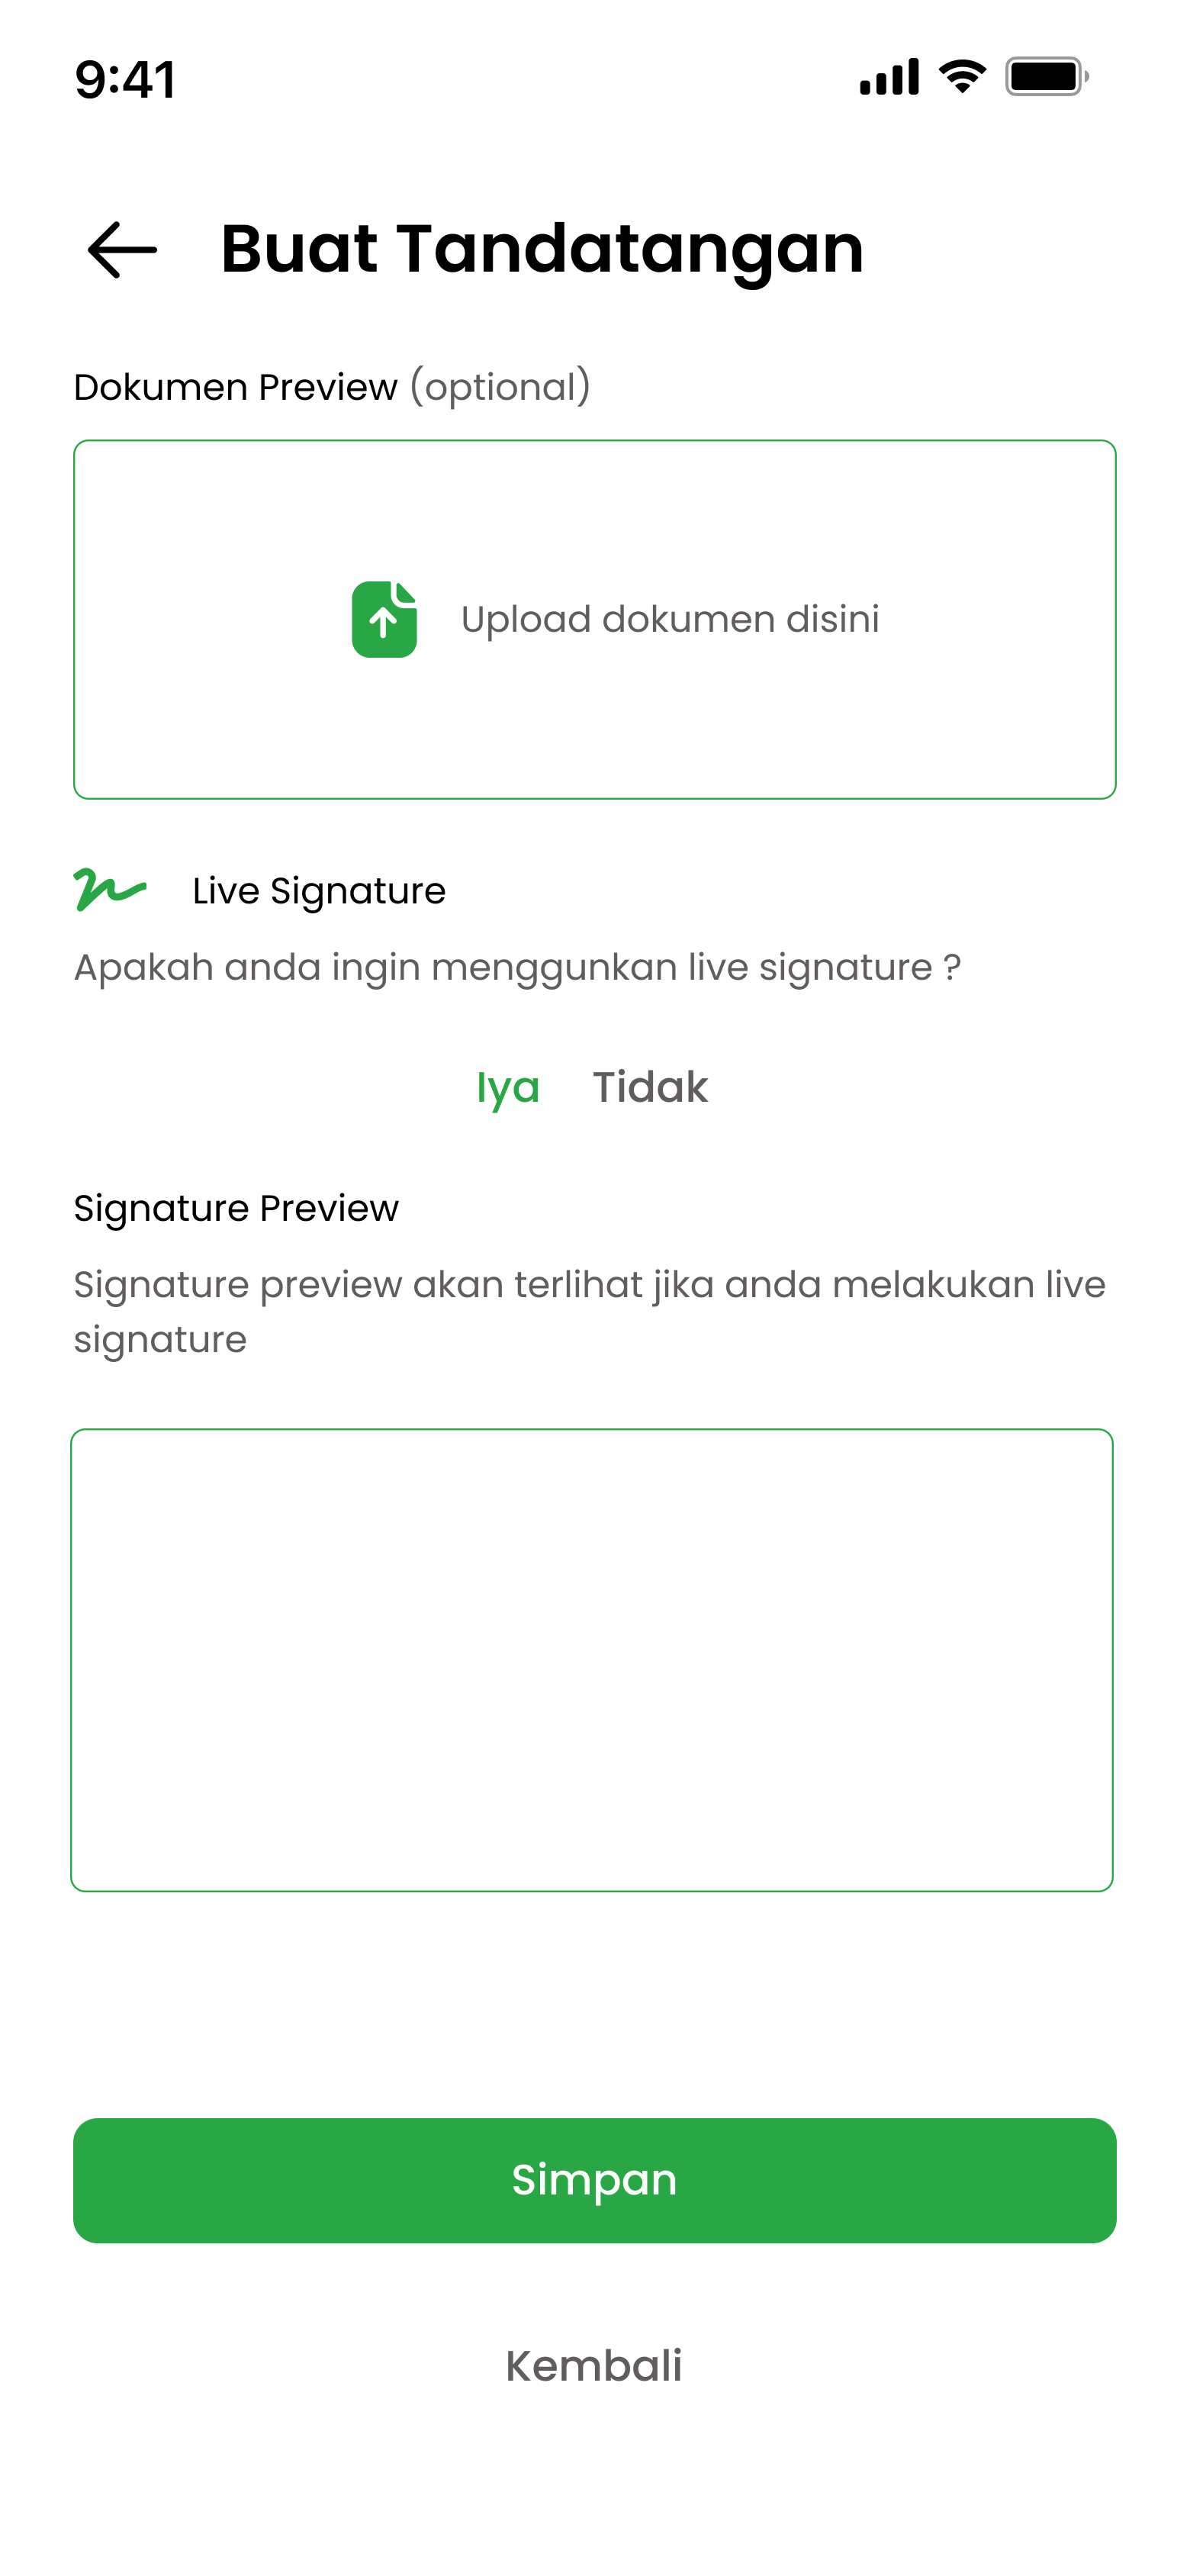 9:41
Buat Tandatangan
Dokumen Preview (optional)
Upload dokumen disini
Live Signature
Apakah anda ingin menggunkan live signature ?
Iya Tidak
Signature Preview
Signature preview akan terlihat jika anda melakukan live
signature
Simpan
Kembali